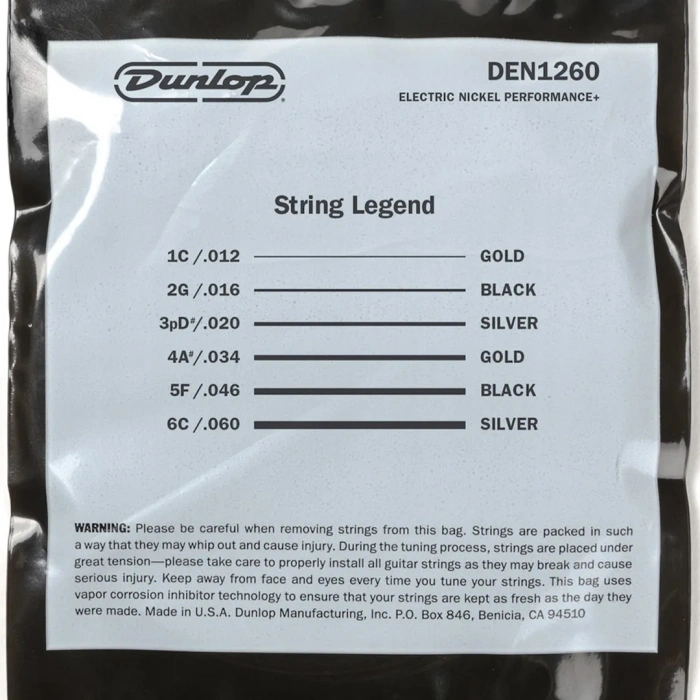 DUNLOP®
DEN1260
ELECTRIC NICKEL PERFORMANCE+
String Legend
1C /.012 GOLD
2G /.016 BLACK
3pD#/.020 SILVER
4A#/.034 GOLD
5F /.046 BLACK
6C /.060 SILVER
WARNING: Please be careful when removing strings from this bag. Strings are packed in such
a way that they may whip out and cause injury. During the tuning process, strings are placed under
great tension—please take care to properly install all guitar strings as they may break and cause
serious injury. Keep away from face and eyes every time you tune your strings. This bag uses
vapor corrosion inhibitor technology to ensure that your strings are kept as fresh as the day they
were made. Made in U.S.A. Dunlop Manufacturing, Inc. P.O. Box 846, Benicia, CA 94510